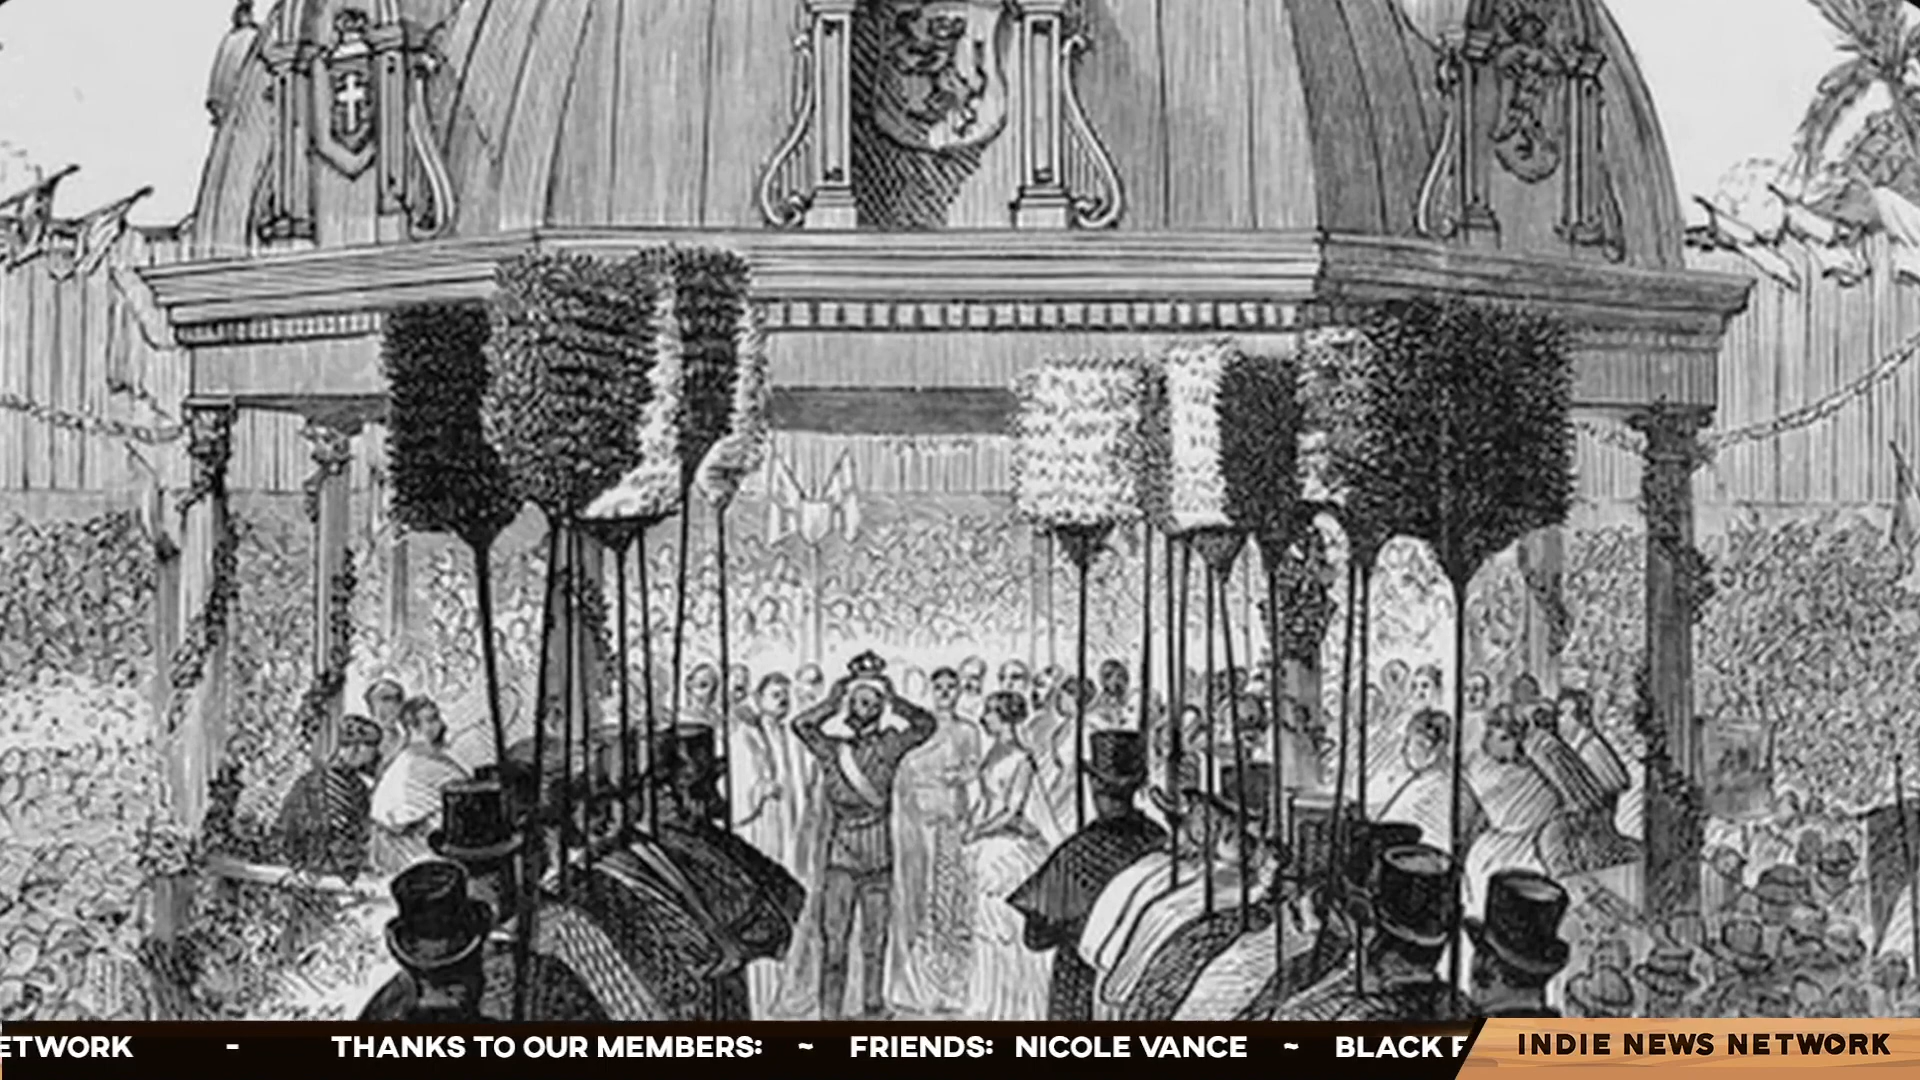 ETWORK - THANKS TO OUR MEMBERS: ~ FRIENDS: NICOLE VANCE ~ BLACK
INDIE NEWS NETWORK